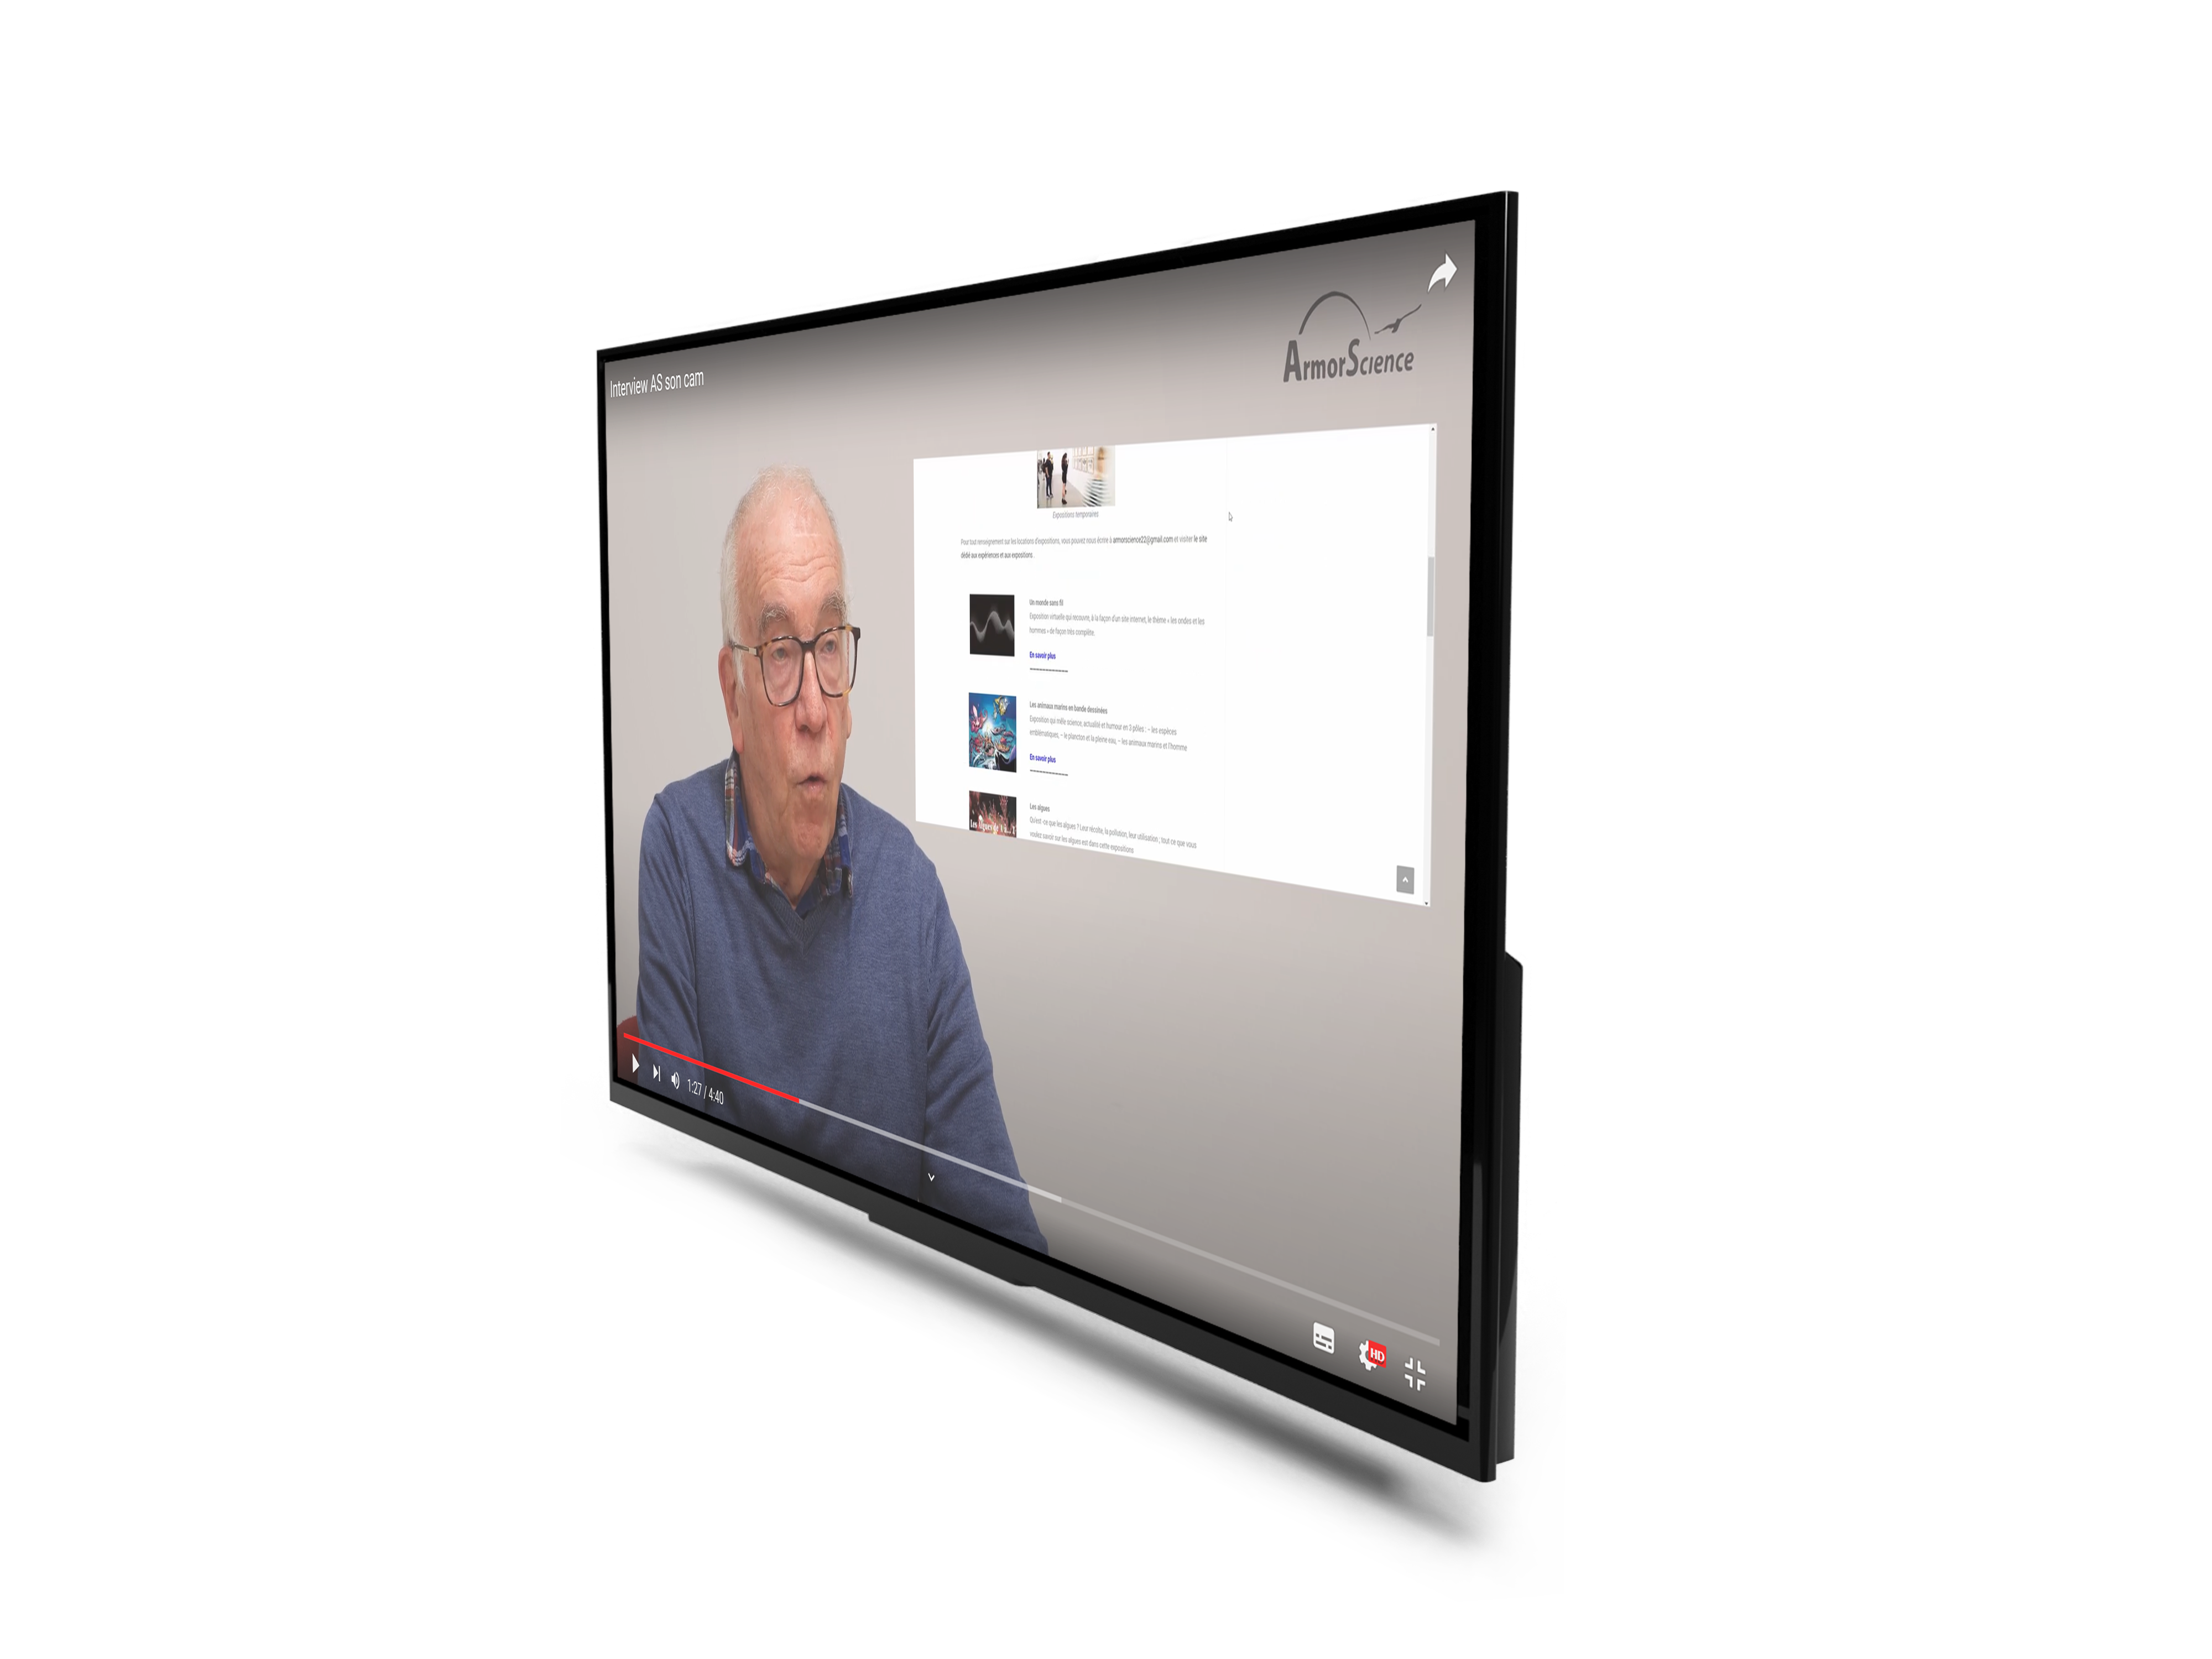 Interview AS son cam
ArmorScience
Expositions temporaires
Pour tout renseignement sur les locations d'expositions, vous pouvez nous écrire à armorscience22@gmail.com et visiter le site
dédié aux expériences et aux expositions.
Un monde sans fil
Exposition virtuelle qui recouvre, à la façon d'un site internet, le thème « les ondes et les
hommes » de façon très complète.
En savoir plus
Les animaux marins en bande dessinées
Exposition qui mêle science, actualité et humour en 3 pôles : – les espèces
emblématiques, – le plancton et la pleine eau, – les animaux marins et l'homme
En savoir plus
Les algues
Qu'est -ce que les algues ? Leur récolte, la pollution, leur utilisation ; tout ce que vous
voulez savoir sur les algues est dans cette expositions
1:27 / 4:40
HD